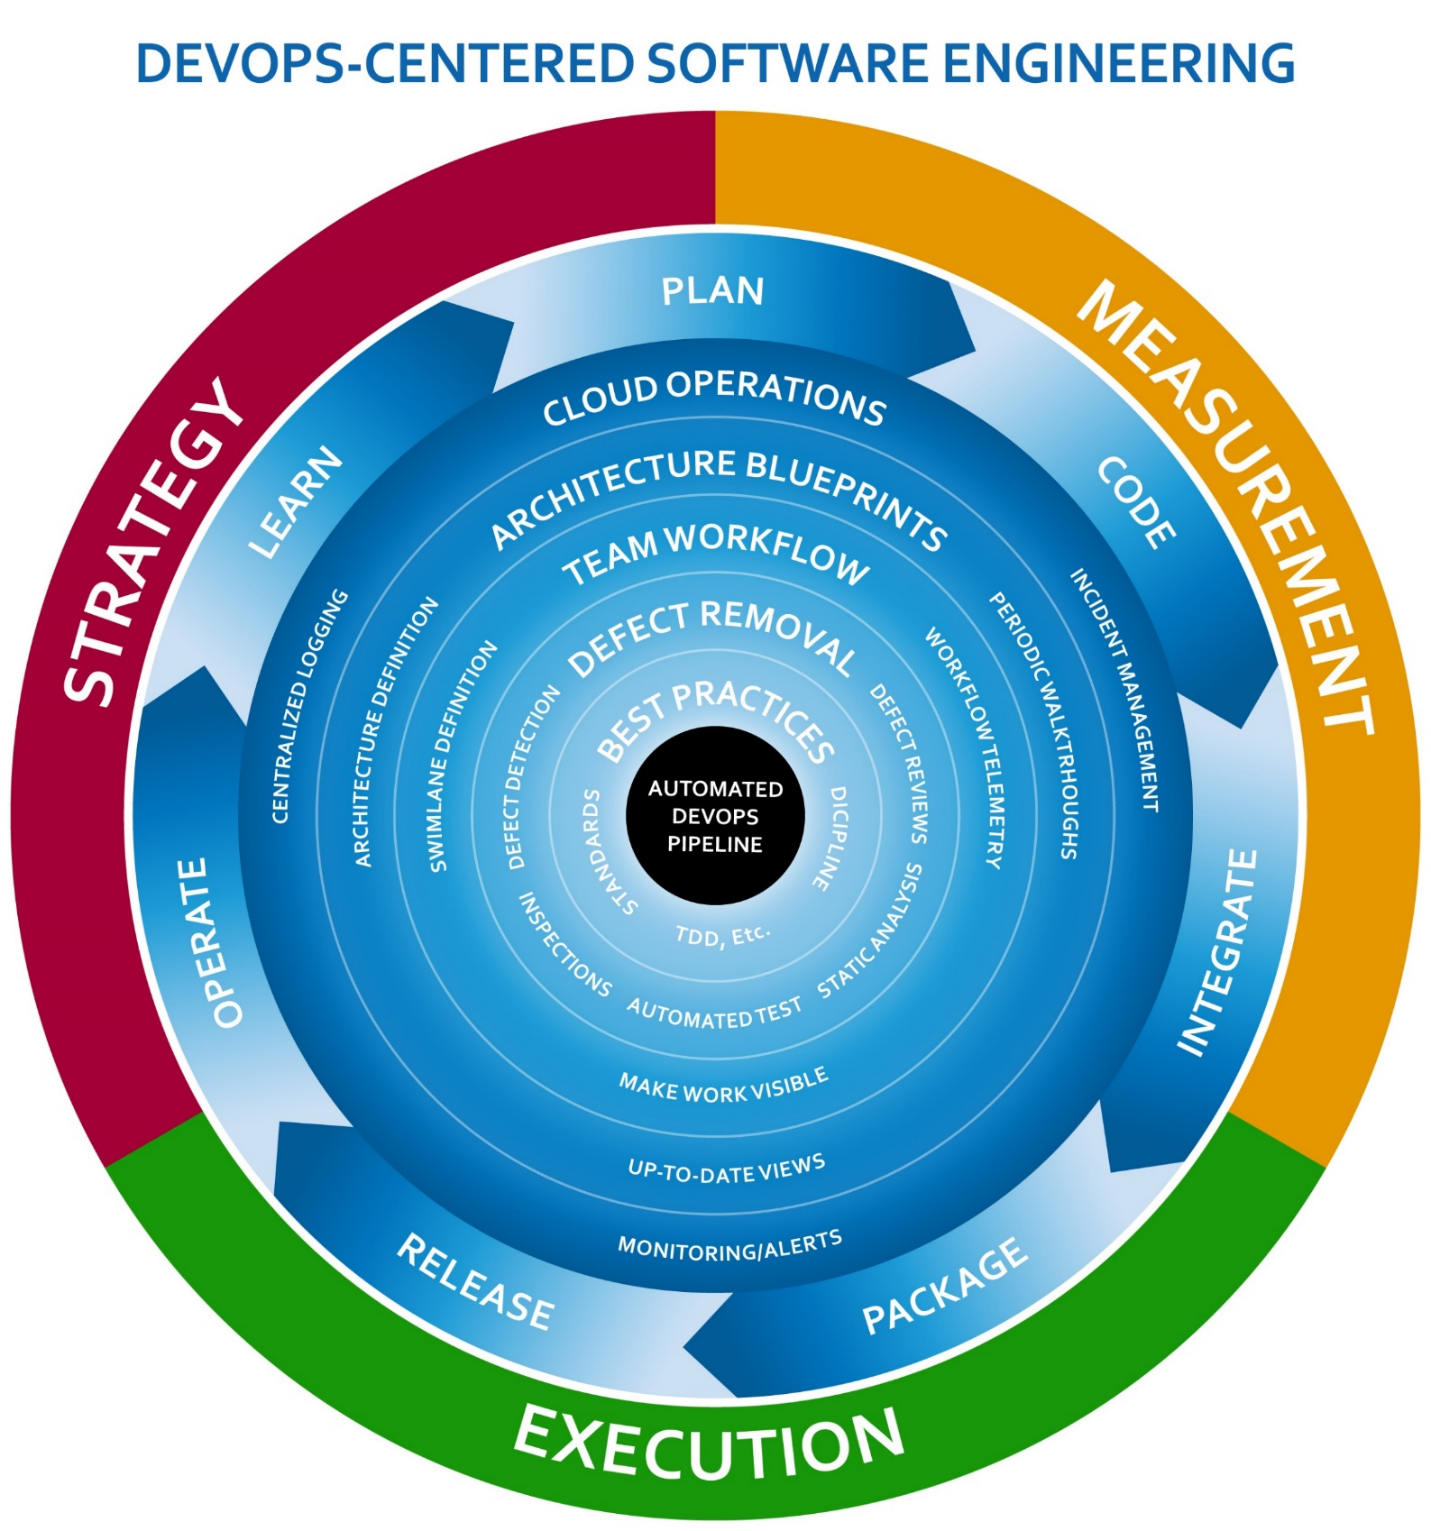 DEVOPS-CENTERED SOFTWARE ENGINEERING
STRATEGY
MEASUREMENT
EXECUTION
PLAN
CODE
INTEGRATE
PACKAGE
RELEASE
OPERATE
LEARN
CLOUD OPERATIONS
CENTRALIZED LOGGING
INCIDENT MANAGEMENT
MONITORING/ALERTS
ARCHITECTURE BLUEPRINTS
ARCHITECTURE DEFINITION
PERIODIC WALKTRHOUGHS
UP-TO-DATE VIEWS
TEAM WORKFLOW
SWIMLANE DEFINITION
WORKFLOW TELEMETRY
MAKE WORK VISIBLE
DEFECT REMOVAL
DEFECT DETECTION
DEFECT REVIEWS
INSPECTIONS
AUTOMATED TEST
STATIC ANALYSIS
BEST PRACTICES
STANDARDS
DICIPLINE
TDD, Etc.
AUTOMATED
DEVOPS
PIPELINE